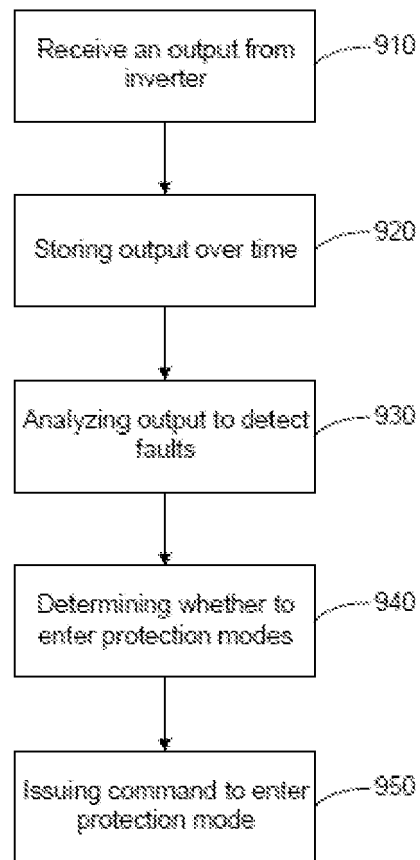 Receive an output from
inverter
910
Storing output over time
920
Analyzing output to detect
faults
930
Determining whether to
enter protection modes
940
Issuing command to enter
protection mode
950